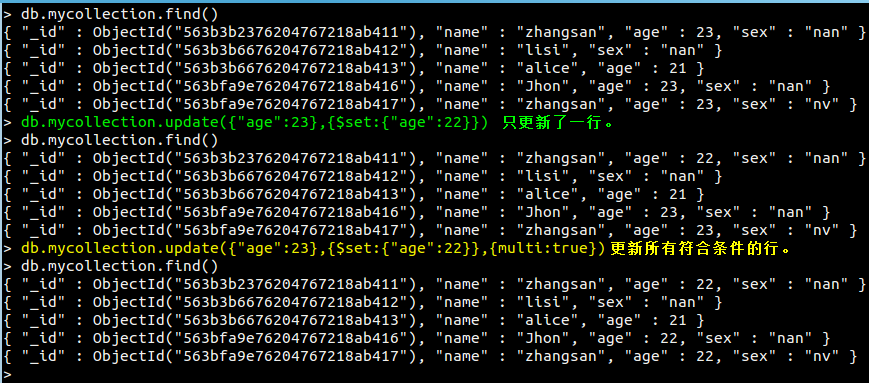 > db.mycollection.find()
{ "_id" : ObjectId("563b3b2376204767218ab411"), "name" : "zhangsan", "age" : 23, "sex" : "nan" }
{ "_id" : ObjectId("563b3b6676204767218ab412"), "name" : "lisi", "sex" : "nan" }
{ "_id" : ObjectId("563b3b6676204767218ab413"), "name" : "alice", "age" : 21 }
{ "_id" : ObjectId("563bfa9e76204767218ab416"), "name" : "Jhon", "age" : 23, "sex" : "nan" }
{ "_id" : ObjectId("563bfa9e76204767218ab417"), "name" : "zhangsan", "age" : 23, "sex" : "nv" }
> db.mycollection.update({"age":23},{$set:{"age":22}}) 只更新了一行。
> db.mycollection.find()
{ "_id" : ObjectId("563b3b2376204767218ab411"), "name" : "zhangsan", "age" : 22, "sex" : "nan" }
{ "_id" : ObjectId("563b3b6676204767218ab412"), "name" : "lisi", "sex" : "nan" }
{ "_id" : ObjectId("563b3b6676204767218ab413"), "name" : "alice", "age" : 21 }
{ "_id" : ObjectId("563bfa9e76204767218ab416"), "name" : "Jhon", "age" : 23, "sex" : "nan" }
{ "_id" : ObjectId("563bfa9e76204767218ab417"), "name" : "zhangsan", "age" : 23, "sex" : "nv" }
> db.mycollection.update({"age":23},{$set:{"age":22}},{multi:true})更新所有符合条件的行。
> db.mycollection.find()
{ "_id" : ObjectId("563b3b2376204767218ab411"), "name" : "zhangsan", "age" : 22, "sex" : "nan" }
{ "_id" : ObjectId("563b3b6676204767218ab412"), "name" : "lisi", "sex" : "nan" }
{ "_id" : ObjectId("563b3b6676204767218ab413"), "name" : "alice", "age" : 21 }
{ "_id" : ObjectId("563bfa9e76204767218ab416"), "name" : "Jhon", "age" : 22, "sex" : "nan" }
{ "_id" : ObjectId("563bfa9e76204767218ab417"), "name" : "zhangsan", "age" : 22, "sex" : "nv" }
>